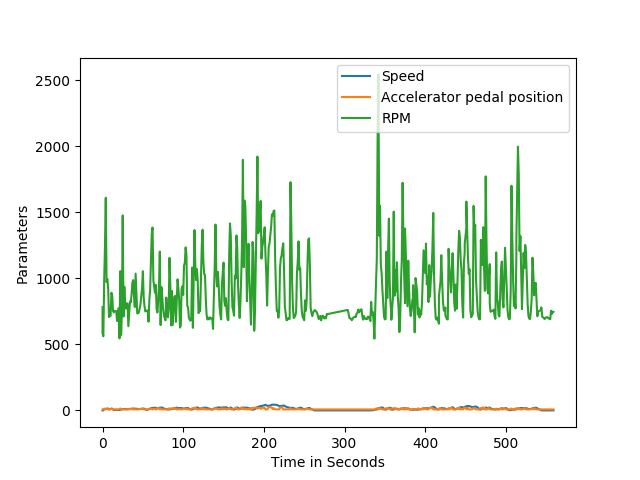 2500
2000
1500
1000
500
0
Parameters
Speed
Accelerator pedal position
RPM
0 100 200 300 400 500
Time in Seconds